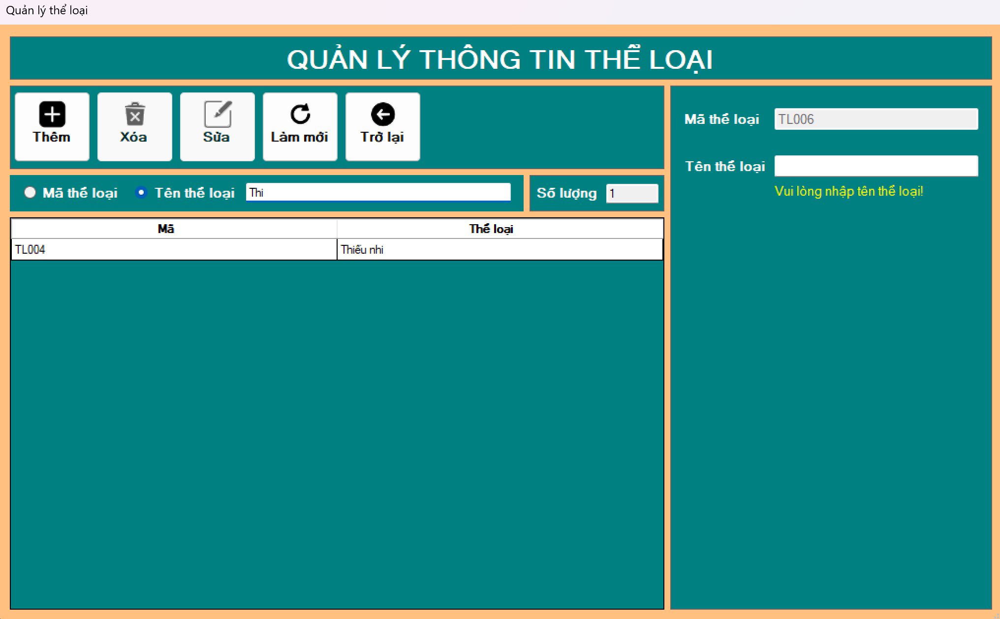 Quản lý thể loại
QUẢN LÝ THÔNG TIN THỂ LOẠI
Thêm
Xóa
Sửa
Làm mới
Trở lại
Mã thể loại
Tên thể loại
Thi
Số lượng
1
Mã
Thể loại
TL004
Thiếu nhi
Mã thể loại
TL006
Tên thể loại
Vui lòng nhập tên thể loại!